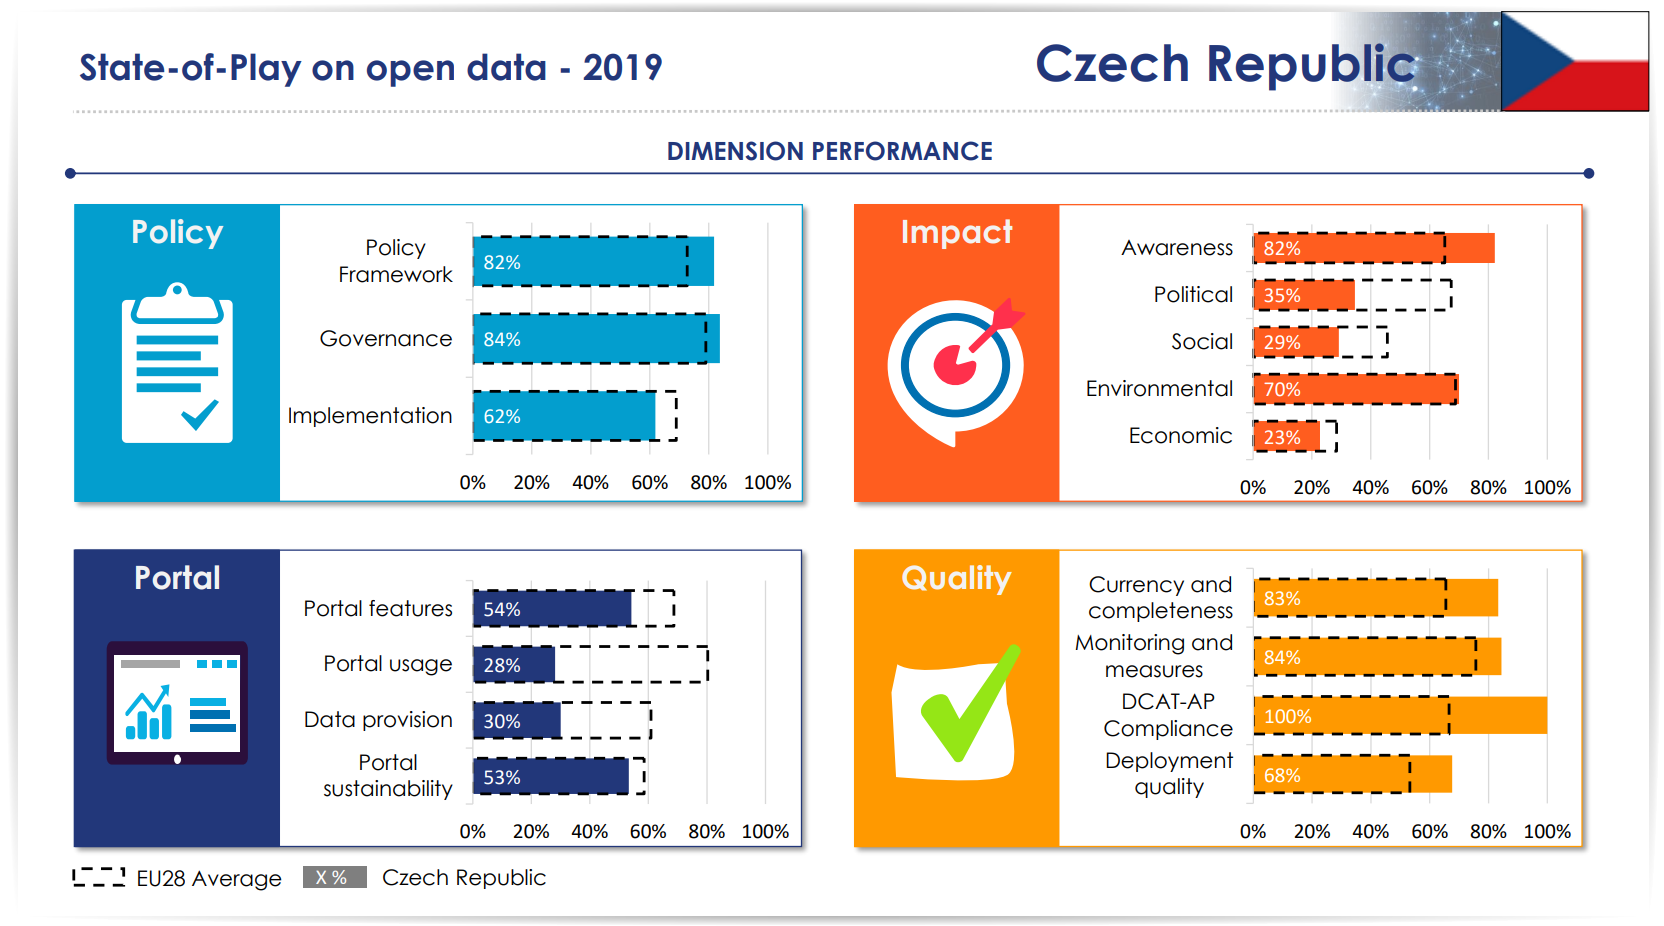 State-of-Play on open data - 2019
Czech Republic
DIMENSION PERFORMANCE
Policy
Policy
Framework
82%
Governance
84%
Implementation
62%
0% 20% 40% 60% 80% 100%
Impact
Awareness
82%
Political
35%
Social
29%
Environmental
70%
Economic
23%
0% 20% 40% 60% 80% 100%
Portal
Portal features
54%
Portal usage
28%
Data provision
30%
Portal
sustainability
53%
0% 20% 40% 60% 80% 100%
Quality
Currency and
completeness
83%
Monitoring and
measures
84%
DCAT-AP
Compliance
100%
Deployment
quality
68%
0% 20% 40% 60% 80% 100%
EU28 Average
X %
Czech Republic